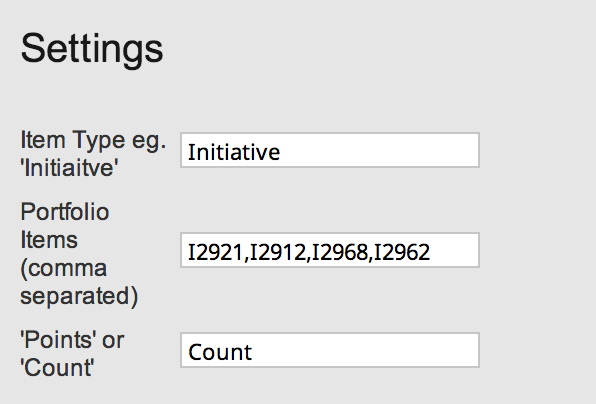 Settings
Item Type eg.
'Initiaitve'
Initiative
Portfolio
Items
(comma
separated)
I2921,I2912,I2968,I2962
'Points' or
'Count'
Count